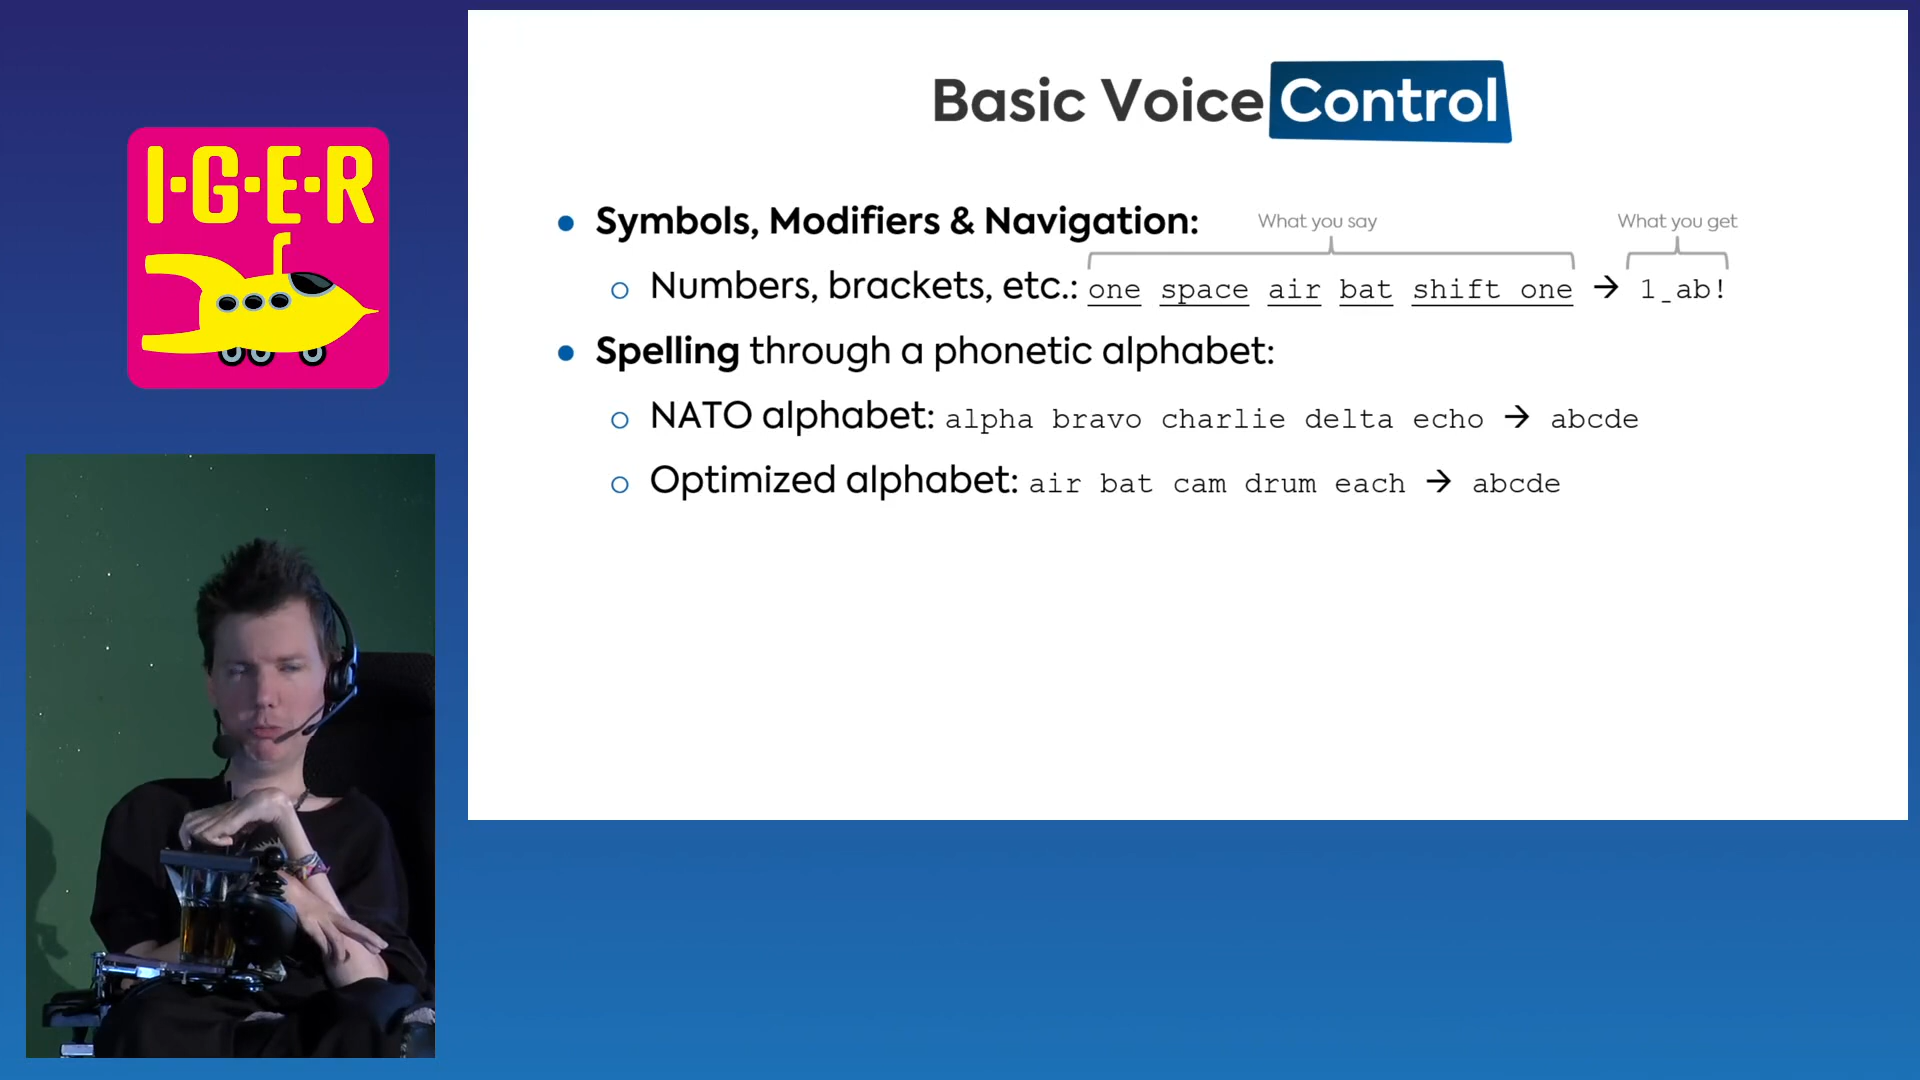 I·G·E·R
Basic Voice Control
What you say What you get
• Symbols, Modifiers & Navigation:
○ Numbers, brackets, etc.: one space air bat shift one → 1_ab!
• Spelling through a phonetic alphabet:
○ NATO alphabet: alpha bravo charlie delta echo → abcde
○ Optimized alphabet: air bat cam drum each → abcde